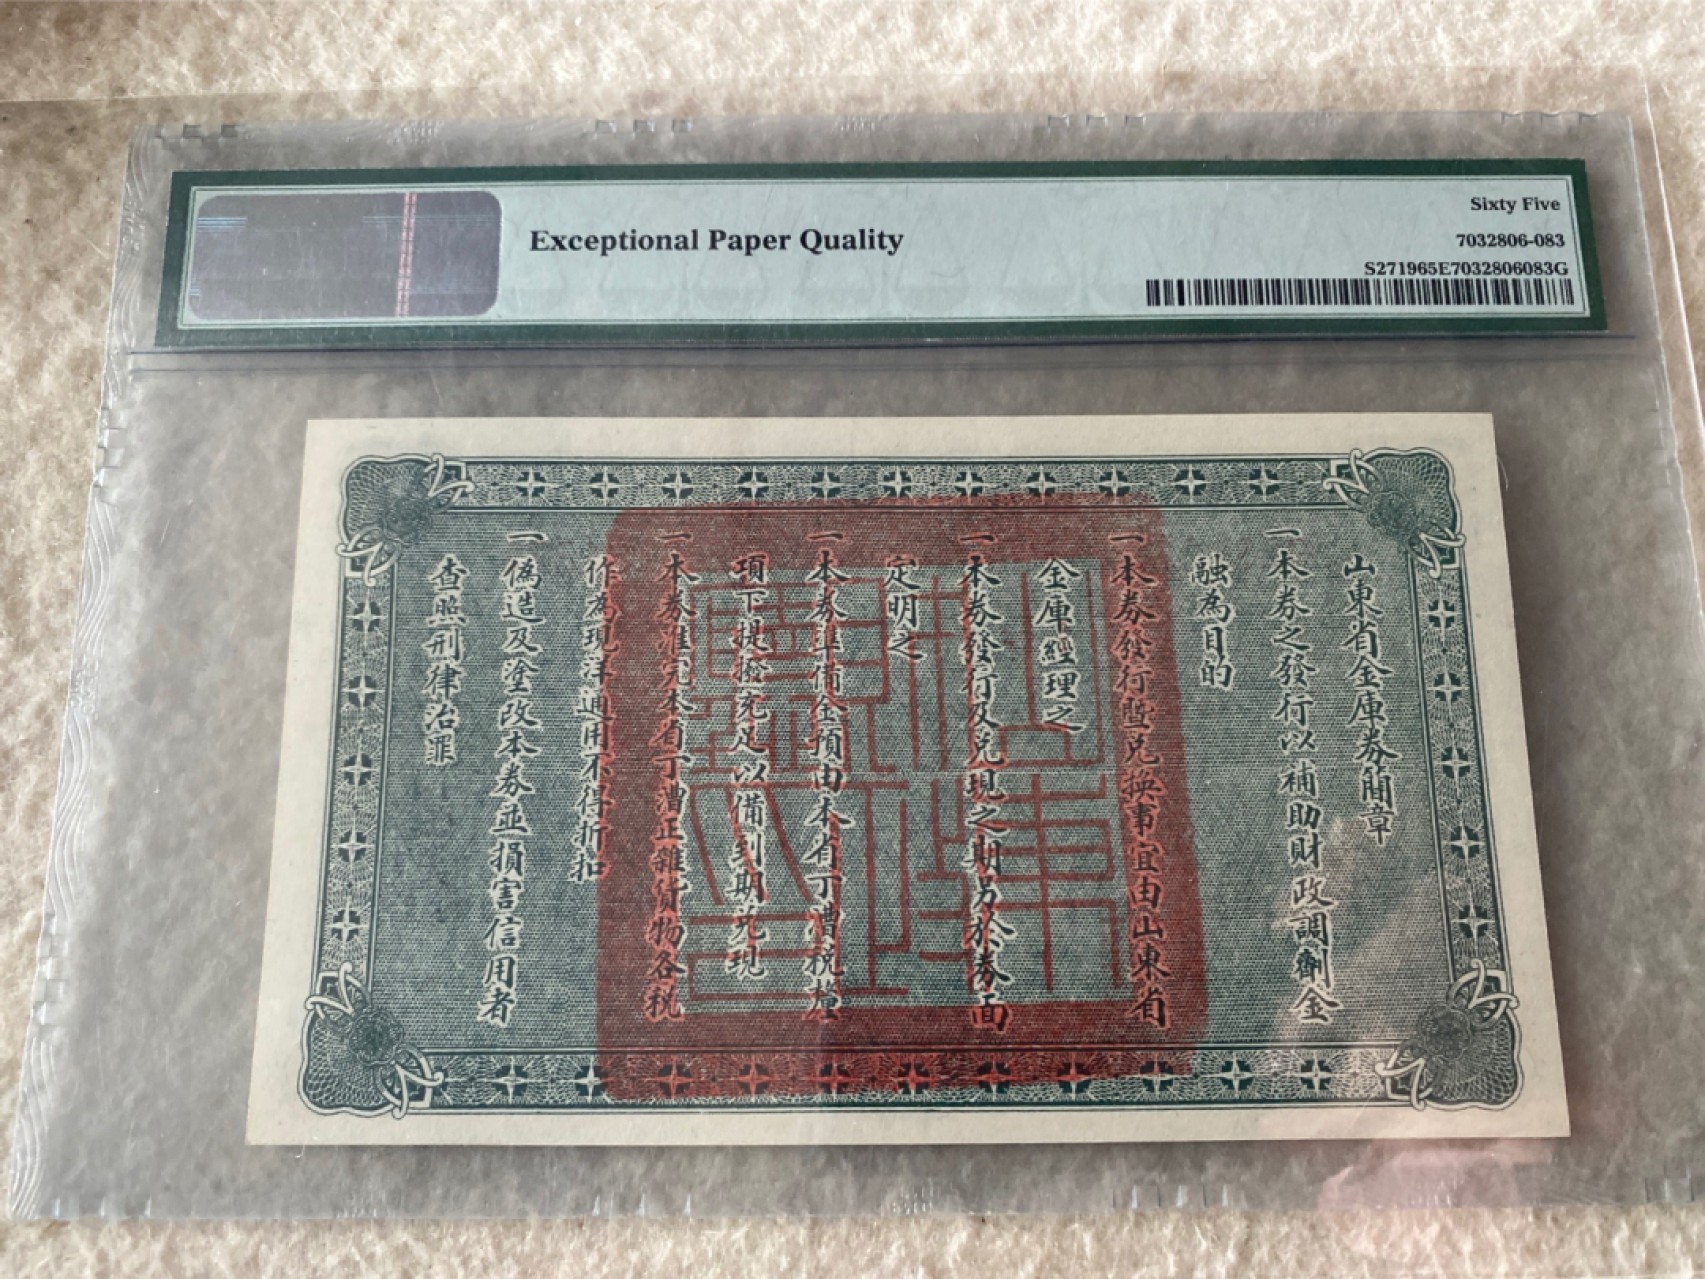 Exceptional Paper Quality
Sixty Five
7032806-083
S271965E7032806083G
山東省金庫券簡章
一本券之發行以補助財政調劑金
融為目的
一本券發行暨兌換事宜由山東省
金庫經理之
一本券發行及兌現之期另於券面
定明之
一本券準備金預由本省丁漕稅釐
項下扶撥充足以備到期兌現
一本券准完本省丁漕正雜貨物各稅
作為現洋通用不得折扣
一偽造及塗改本券並損害信用者
查照刑律治罪